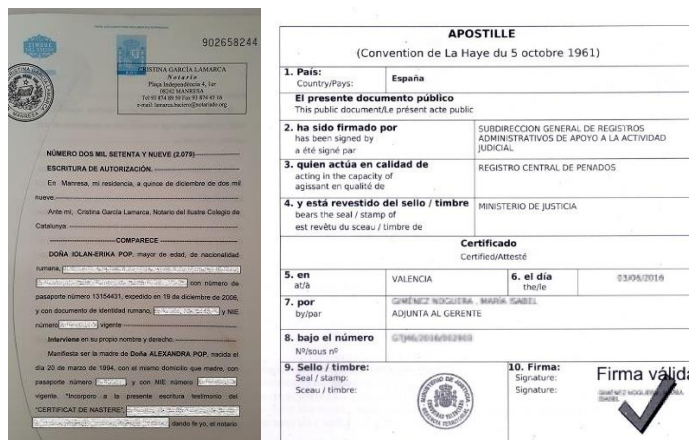 902658244
CRISTINA GARCÍA LAMARCA
Notario
Plaça Independència 4, 1er
08242 MANRESA
MANRESA
NÚMERO DOS MIL SETENTA Y NUEVE (2.079)
ESCRITURA DE AUTORIZACIÓN.
En Manresa, mi residencia, a quince de diciembre de dos mil
nueve.
Ante mí, Cristina García Lamarca, Notario del Ilustre Colegio de
Catalunya.
COMPARECE
DOÑA IOLAN-ERIKA POP, mayor de edad, de nacionalidad
rumana,
con número de
pasaporte número 13154431, expedido en 19 de diciembre de 2006,
y con documento de identidad rumano, y NIE
número vigente
Interviene en su propio nombre y derecho.
Manifiesta ser la madre de Doña ALEXANDRA POP, nacida el
día 20 de marzo de 1994, con el mismo domicilio que madre, con
pasaporte número y con NIE número
vigente. "Incorporo a la presente escritura testimonio del
"CERTIFICAT DE NASTERE",
dando fe yo, el notario
APOSTILLE
(Convention de La Haye du 5 octobre 1961)
1. País:
Country/Pays:
España
El presente documento público
This public document/Le présent acte public
2. ha sido firmado por
has been signed by
a été signé par
SUBDIRECCION GENERAL DE REGISTROS
ADMINISTRATIVOS DE APOYO A LA ACTIVIDAD
JUDICIAL
3. quien actúa en calidad de
acting in the capacity of
agissant en qualité de
REGISTRO CENTRAL DE PENADOS
4. y está revestido del sello / timbre
bears the seal / stamp of
est revêtu du sceau / timbre de
MINISTERIO DE JUSTICIA
Certificado
Certified/Attesté
5. en
at/à
VALENCIA
6. el día
the/le
03/06/2016
7. por
by/par
GIMÉNEZ NOGUERA , MARÍA ISABEL
ADJUNTA AL GERENTE
8. bajo el número
Nº/sous nº
9. Sello / timbre:
Seal / stamp:
Sceau / timbre:
10. Firma:
Signature:
Signature:
Firma válida